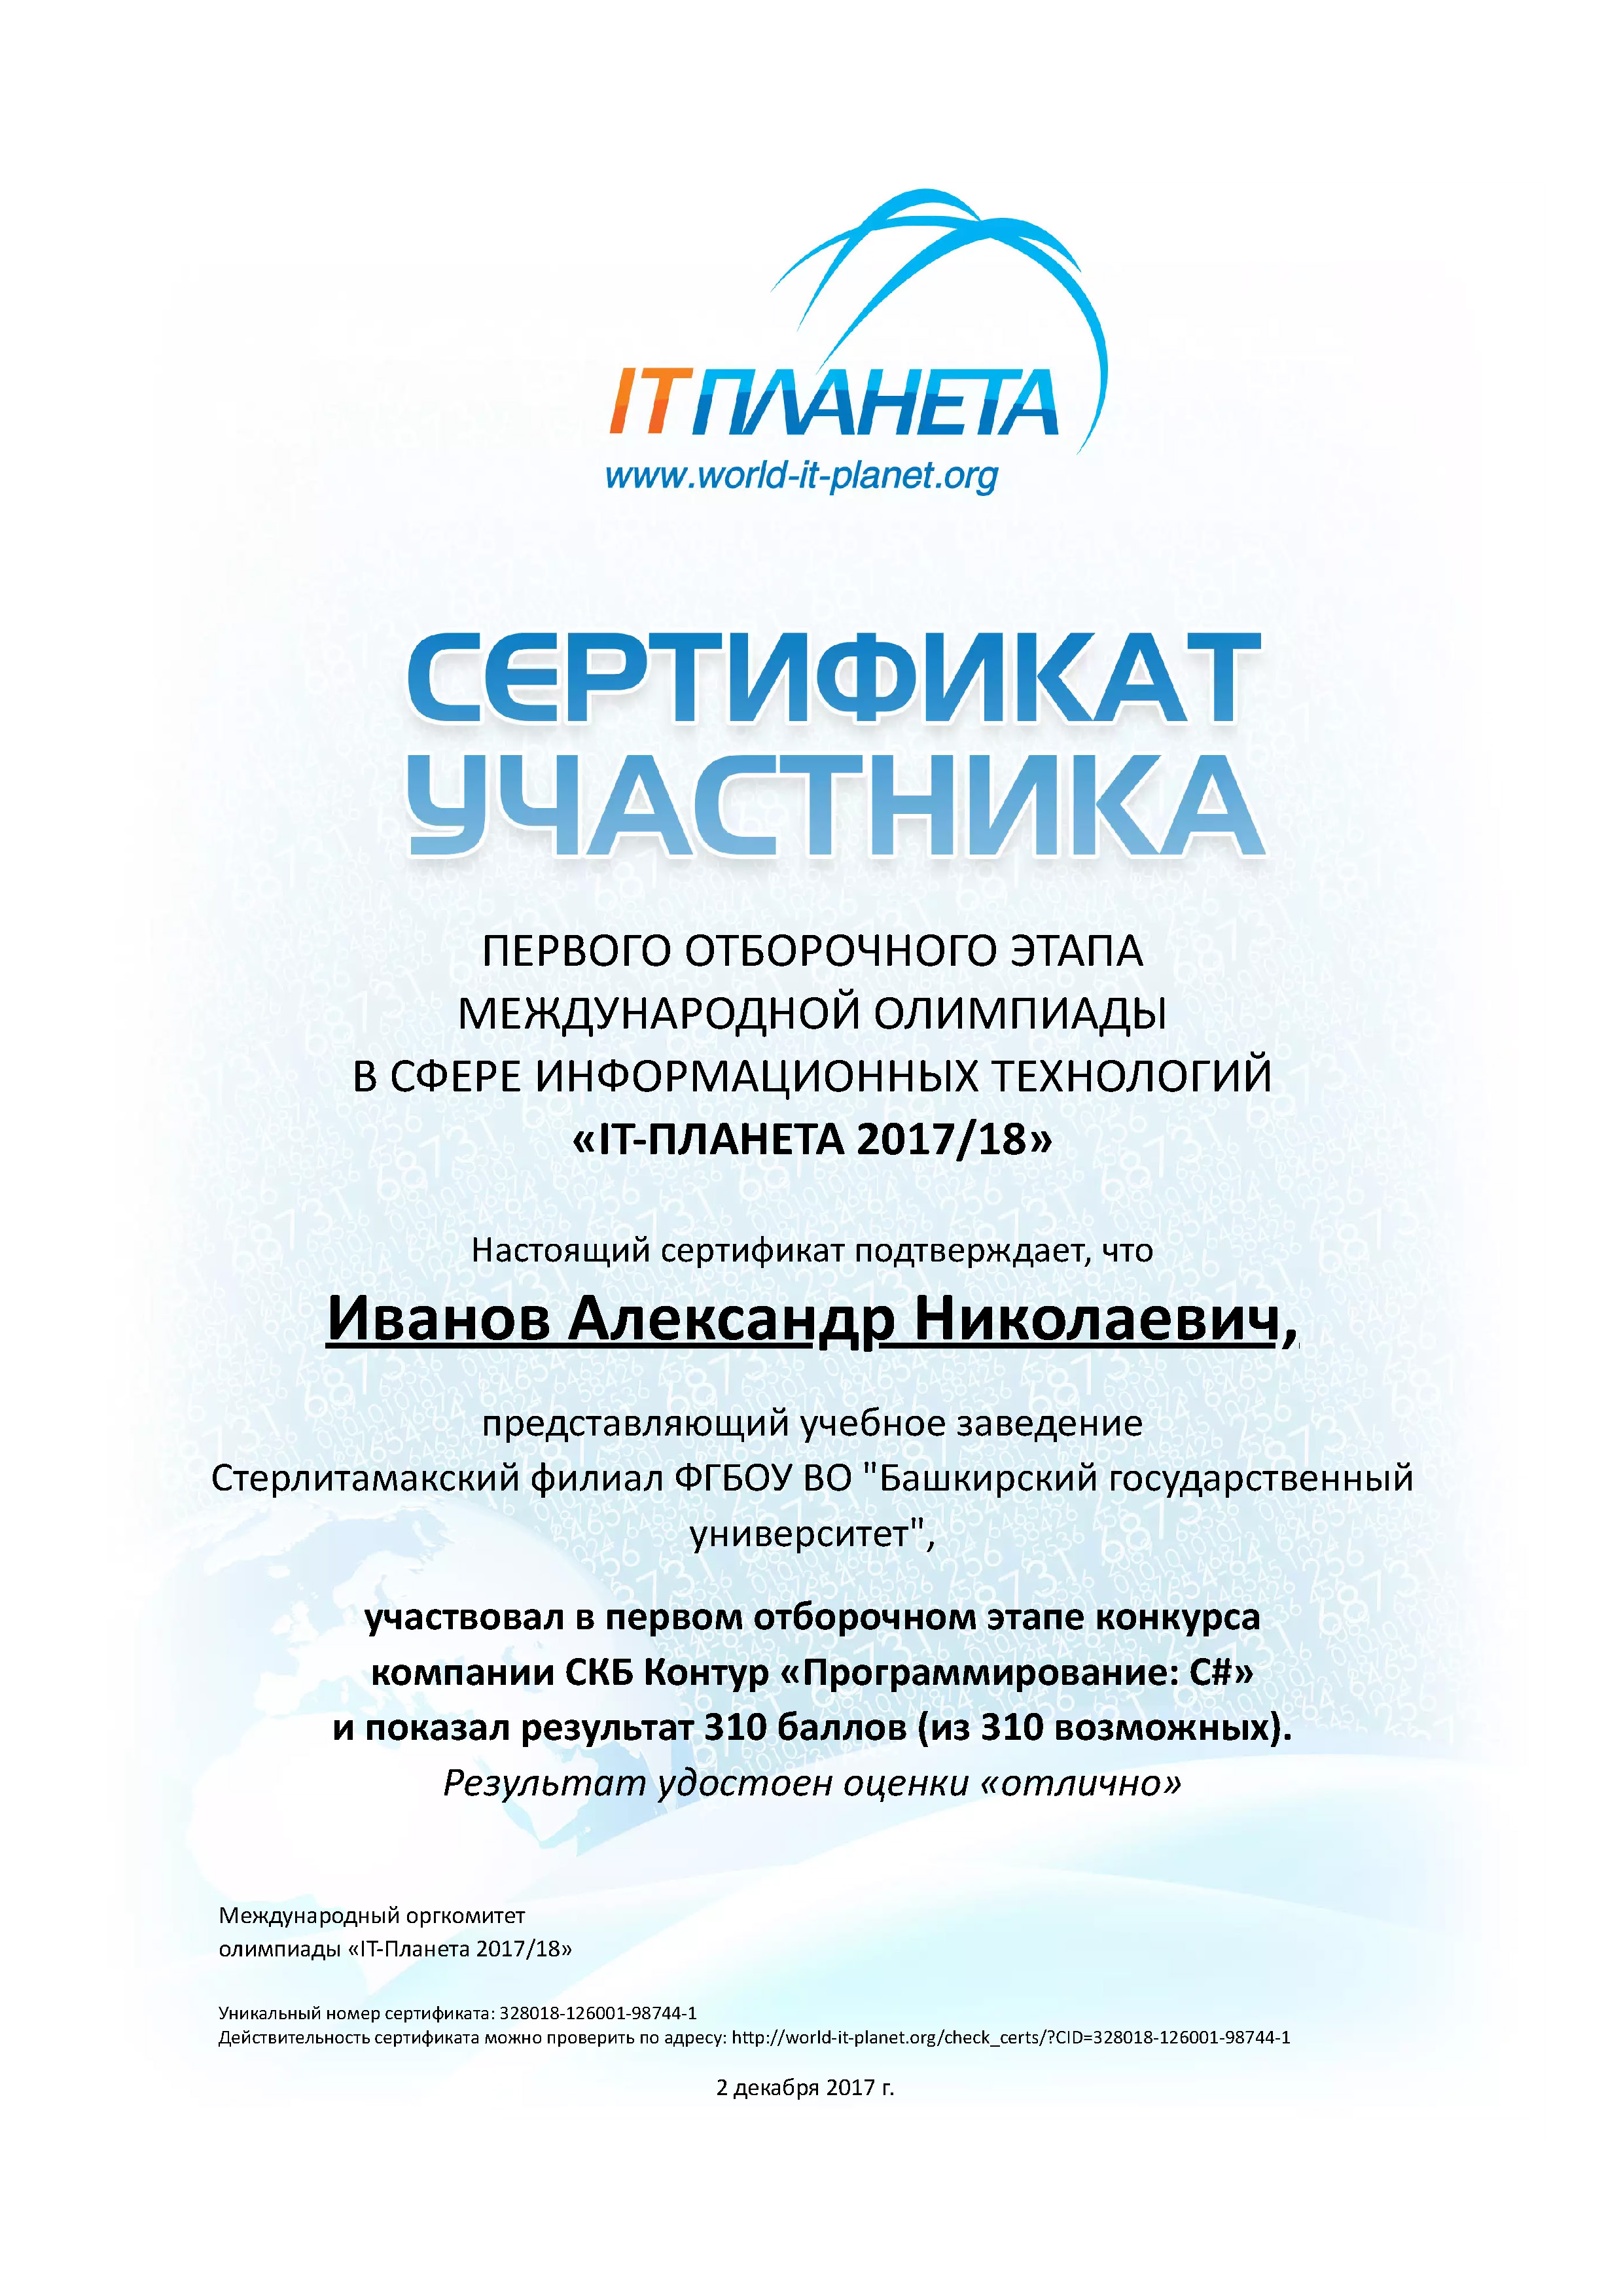 IT ПЛАНЕТА
www.world-it-planet.org
СЕРТИФИКАТ
УЧАСТНИКА
ПЕРВОГО ОТБОРОЧНОГО ЭТАПА
МЕЖДУНАРОДНОЙ ОЛИМПИАДЫ
В СФЕРЕ ИНФОРМАЦИОННЫХ ТЕХНОЛОГИЙ
«IT-ПЛАНЕТА 2017/18»
Настоящий сертификат подтверждает, что
Иванов Александр Николаевич,
представляющий учебное заведение
Стерлитамакский филиал ФГБОУ ВО "Башкирский государственный
университет",
участвовал в первом отборочном этапе конкурса
компании СКБ Контур «Программирование: C#»
и показал результат 310 баллов (из 310 возможных).
Результат удостоен оценки «отлично»
Международный оргкомитет
олимпиады «IT-Планета 2017/18»
Уникальный номер сертификата: 328018-126001-98744-1
Действительность сертификата можно проверить по адресу: http://world-it-planet.org/check_certs/?CID=328018-126001-98744-1
2 декабря 2017 г.